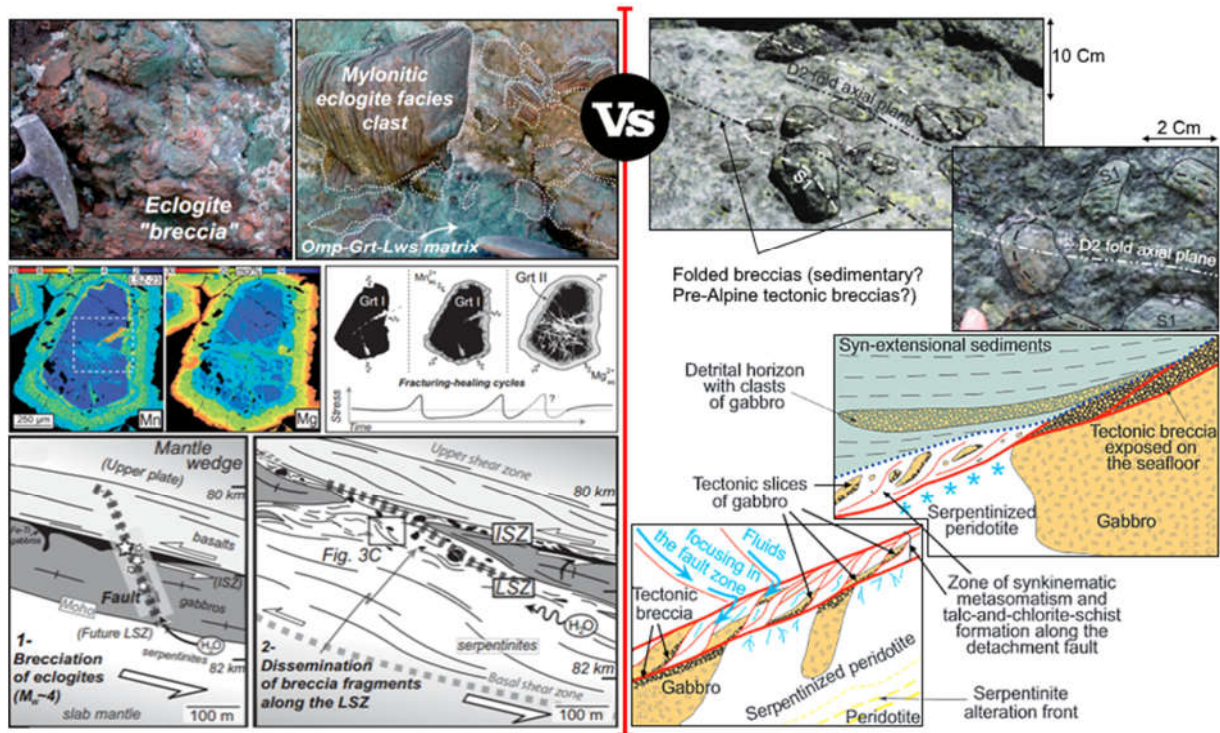 Eclogite
"breccia"
Mylonitic
eclogite facies
clast
Omp-Grt-Lws matrix
LSZ-23
250 µm
Mn
Mg
Grt I
Grt I
Grt II
Fracturing-healing cycles
Stress
Time
?
Mantle
wedge
(Upper plate)
80 km
basalts
Fe-Ti
gabbros
(ISZ)
gabbros
Fault
Moho
(Future LSZ)
H₂O
serpentinites
82 km
1-
Brecciation
of eclogites
(Mw~4)
slab mantle
100 m
Upper shear zone
80 km
ISZ
Fig. 3C
LSZ
H₂O
serpentinites
82 km
2-
Dissemination
of breccia fragments
along the LSZ
Basal shear zone
100 m
Vs
10 Cm
D2 fold axial plane
S1
2 Cm
S1
D2 fold axial plane
S1
Folded breccias (sedimentary?
Pre-Alpine tectonic breccias?)
Syn-extensional sediments
Detrital horizon
with clasts
of gabbro
Tectonic breccia
exposed on
the seafloor
Tectonic slices
of gabbro
Serpentinized
peridotite
Gabbro
Fluids
focusing in
the fault zone
Tectonic
breccia
Zone of synkinematic
metasomatism and
talc-and-chlorite-schist
formation along the
detachment fault
Gabbro
Serpentinized peridotite
Peridotite
Serpentinite
alteration front